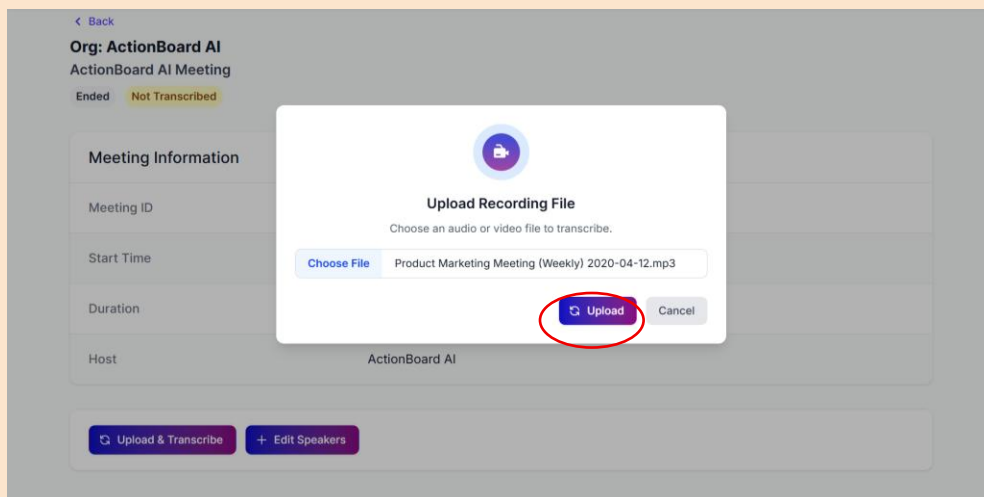 Back
Org: ActionBoard AI
ActionBoard AI Meeting
Ended Not Transcribed
Meeting Information
Meeting ID
Start Time
Duration
Host ActionBoard AI
Upload Recording File
Choose an audio or video file to transcribe.
Choose File Product Marketing Meeting (Weekly) 2020-04-12.mp3
Upload Cancel
Upload & Transcribe + Edit Speakers